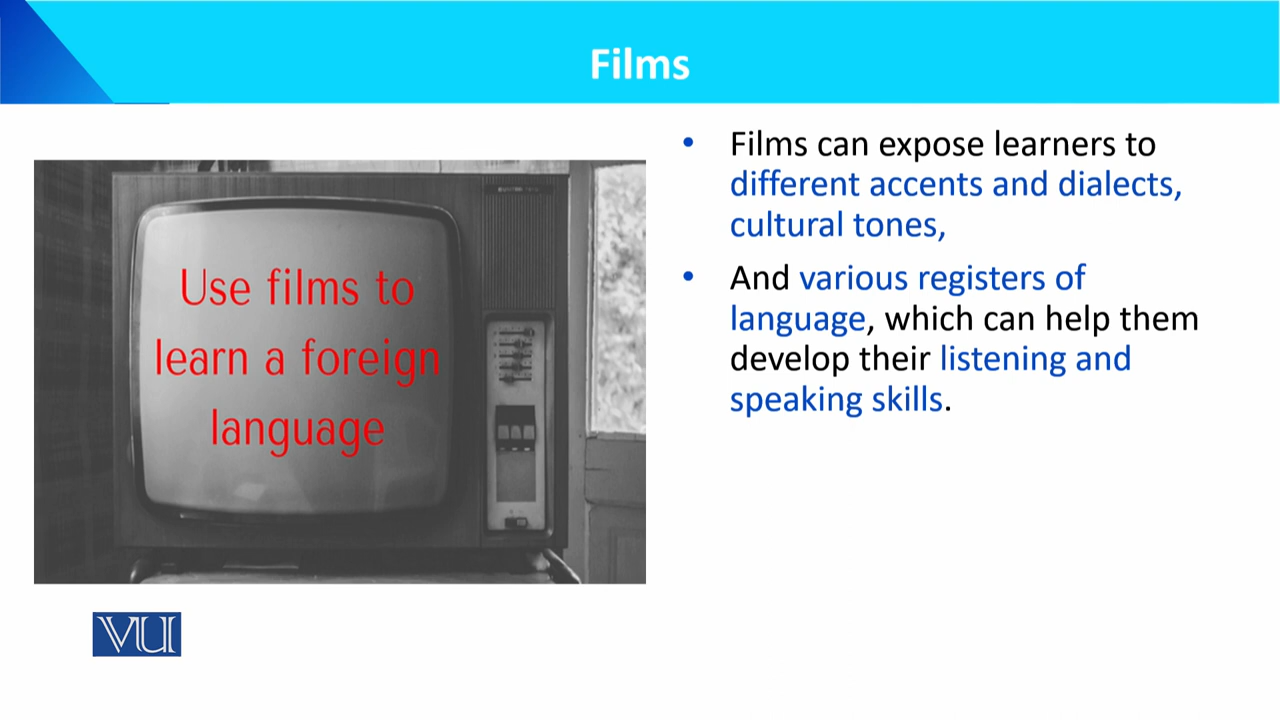 Films
Use films to
learn a foreign
language
• Films can expose learners to
different accents and dialects,
cultural tones,
• And various registers of
language, which can help them
develop their listening and
speaking skills.
VU